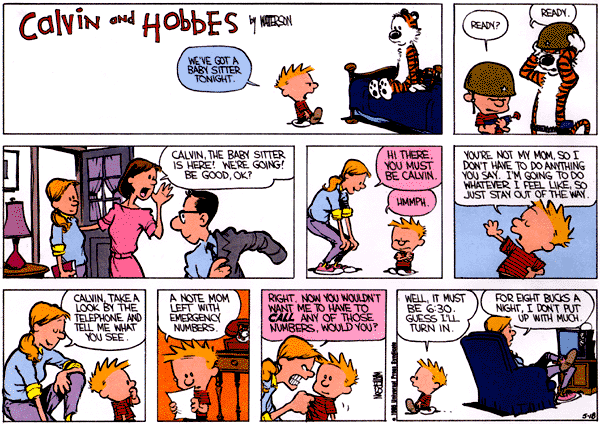 Calvin and HOBBES by WATTERSON
WE'VE GOT A
BABY SITTER
TONIGHT.
READY?
READY.
CALVIN, THE BABY SITTER
IS HERE! WE'RE GOING!
BE GOOD, OK?
HI THERE.
YOU MUST
BE CALVIN.
HMMPH.
YOU'RE NOT MY MOM, SO I
DON'T HAVE TO DO ANYTHING
YOU SAY. I'M GOING TO DO
WHATEVER I FEEL LIKE, SO
JUST STAY OUT OF THE WAY.
CALVIN, TAKE A
LOOK BY THE
TELEPHONE AND
TELL ME WHAT
YOU SEE.
A NOTE MOM
LEFT WITH
EMERGENCY
NUMBERS.
RIGHT. NOW YOU WOULDN'T
WANT ME TO HAVE TO
CALL ANY OF THOSE
NUMBERS, WOULD YOU?
WATTERSON
© 1986 Universal Press Syndicate
WELL, IT MUST
BE 6:30.
GUESS I'LL
TURN IN.
FOR EIGHT BUCKS A
NIGHT, I DON'T PUT
UP WITH MUCH.
5-18